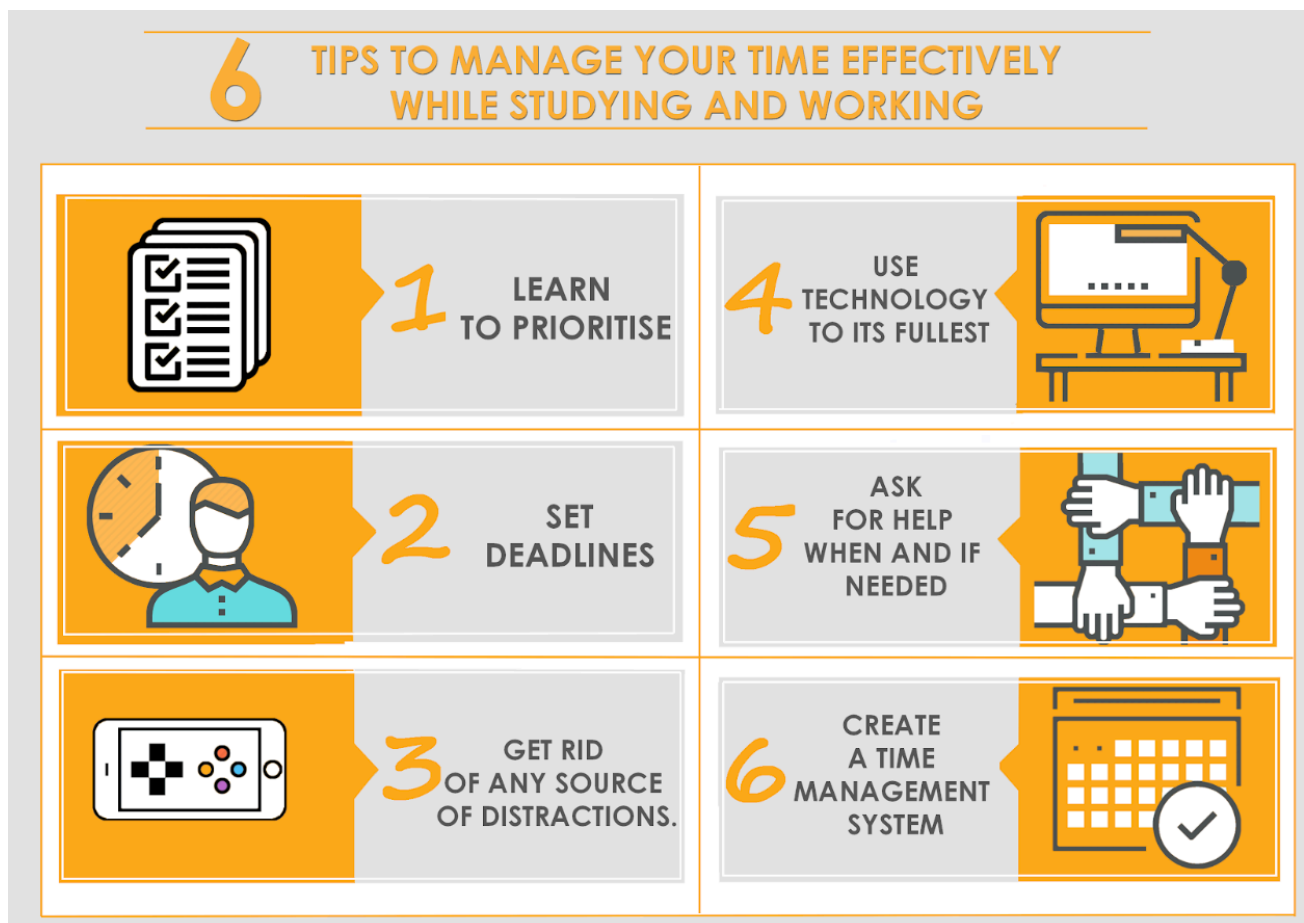 6
TIPS TO MANAGE YOUR TIME EFFECTIVELY
WHILE STUDYING AND WORKING
1
LEARN
TO PRIORITISE
2
SET
DEADLINES
3
GET RID
OF ANY SOURCE
OF DISTRACTIONS.
4
USE
TECHNOLOGY
TO ITS FULLEST
5
ASK
FOR HELP
WHEN AND IF
NEEDED
6
CREATE
A TIME
MANAGEMENT
SYSTEM